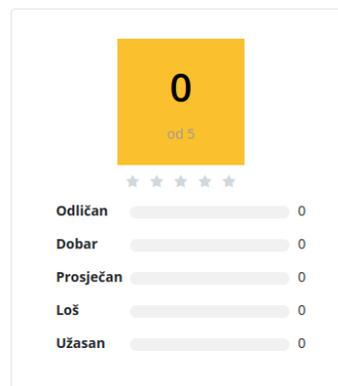 0
od 5
Odličan 0
Dobar 0
Prosječan 0
Loš 0
Užasan 0